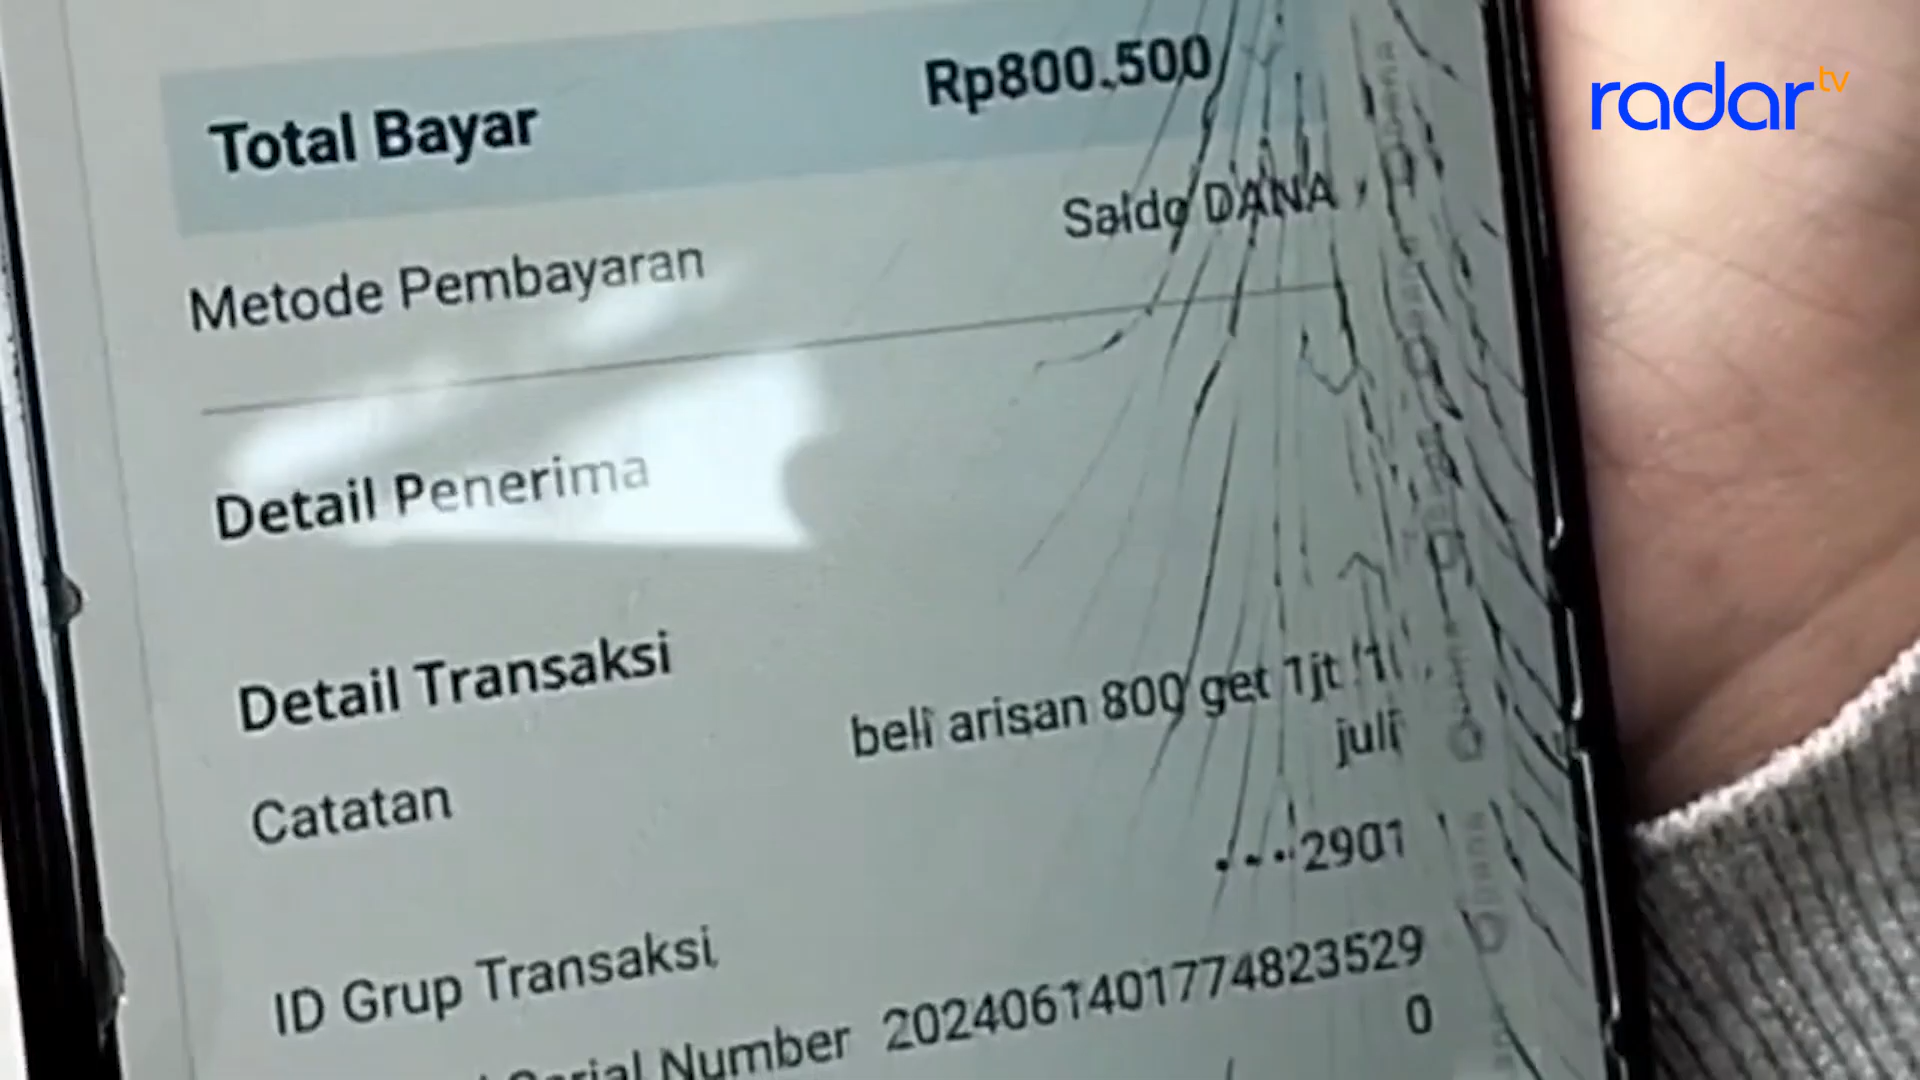 radar tv
Total Bayar Rp800.500
Metode Pembayaran Saldo DANA
Detail Penerima
Detail Transaksi
Catatan beli arisan 800 get 1jt
juli
ID Grup Transaksi •••2901
Serial Number 2024061401774823529
0